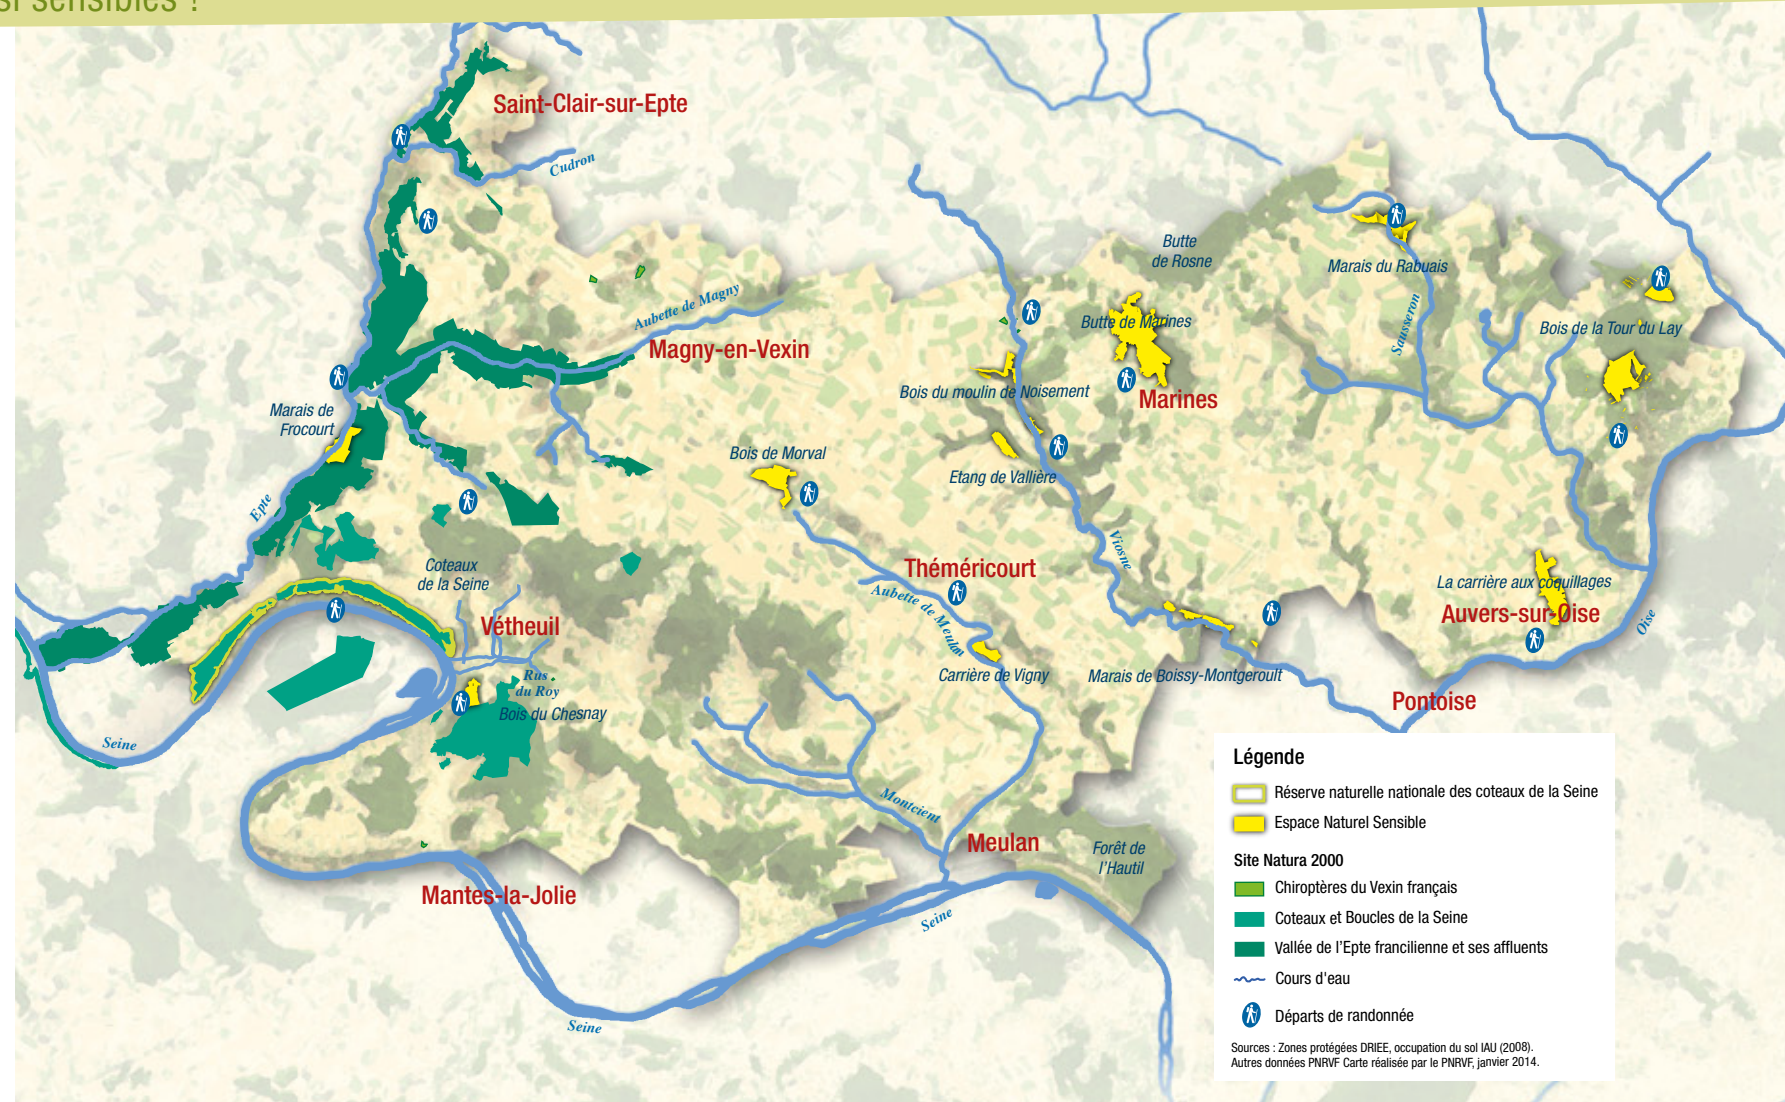 si sensibles !
Saint-Clair-sur-Epte
Cudron
Butte
de Rosne
Marais du Rabuais
Aubette de Magny
Sausseron
Butte de Marines
Bois de la Tour du Lay
Magny-en-Vexin
Bois du moulin de Noisement
Marines
Marais de
Frocourt
Bois de Morval
Etang de Vallière
Epte
Viosne
Coteaux
de la Seine
Théméricourt
La carrière aux coquillages
Aubette de Meulan
Auvers-sur-Oise
Oise
Vétheuil
Rus
du Roy
Carrière de Vigny
Marais de Boissy-Montgeroult
Pontoise
Bois du Chesnay
Seine
Montcient
Meulan
Forêt de
l'Hautil
Mantes-la-Jolie
Seine
Seine
Légende
Réserve naturelle nationale des coteaux de la Seine
Espace Naturel Sensible
Site Natura 2000
Chiroptères du Vexin français
Coteaux et Boucles de la Seine
Vallée de l'Epte francilienne et ses affluents
Cours d'eau
Départs de randonnée
Sources : Zones protégées DRIEE, occupation du sol IAU (2008).
Autres données PNRVF Carte réalisée par le PNRVF, janvier 2014.